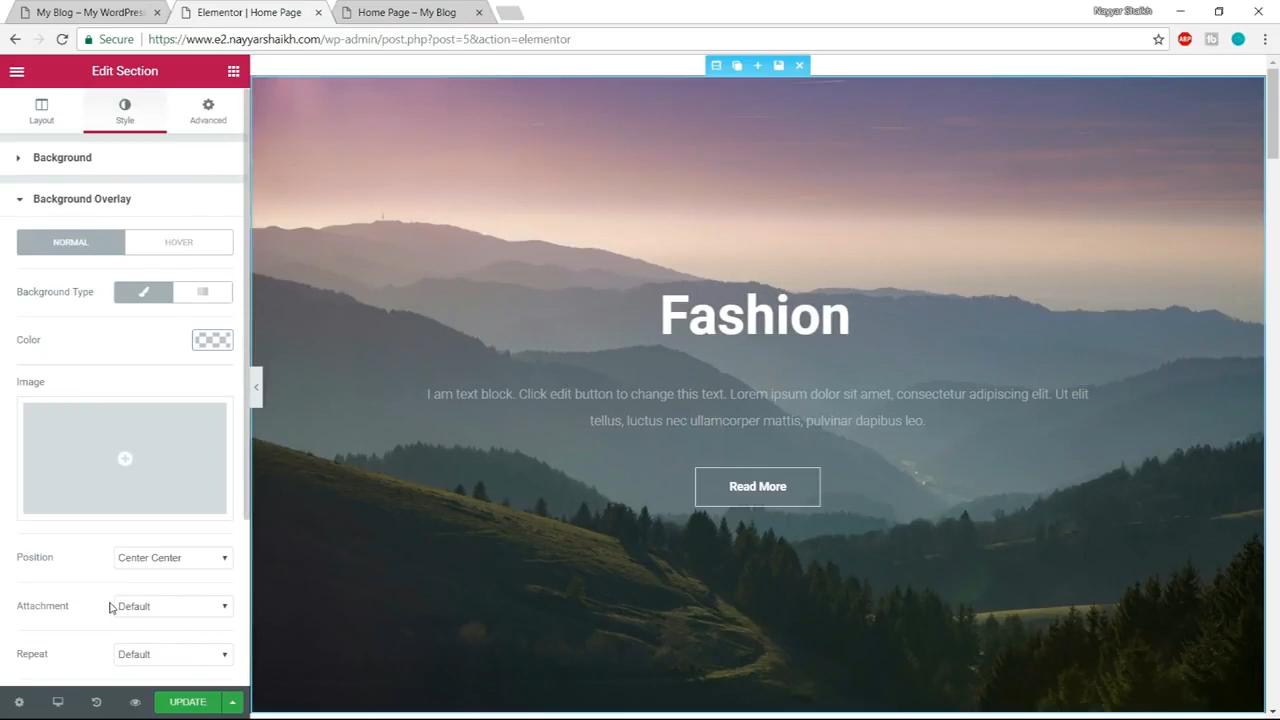 My Blog – My WordPres
Elementor | Home Page
Home Page – My Blog
Nayyar Shaikh
Secure
https://www.e2.nayyarshaikh.com/wp-admin/post.php?post=5&action=elementor
ABP
tb
Edit Section
Layout
Style
Advanced
Background
Background Overlay
NORMAL
HOVER
Background Type
Color
Image
Position
Center Center
Attachment
Default
Repeat
Default
UPDATE
Fashion
I am text block. Click edit button to change this text. Lorem ipsum dolor sit amet, consectetur adipiscing elit. Ut elit
tellus, luctus nec ullamcorper mattis, pulvinar dapibus leo.
Read More